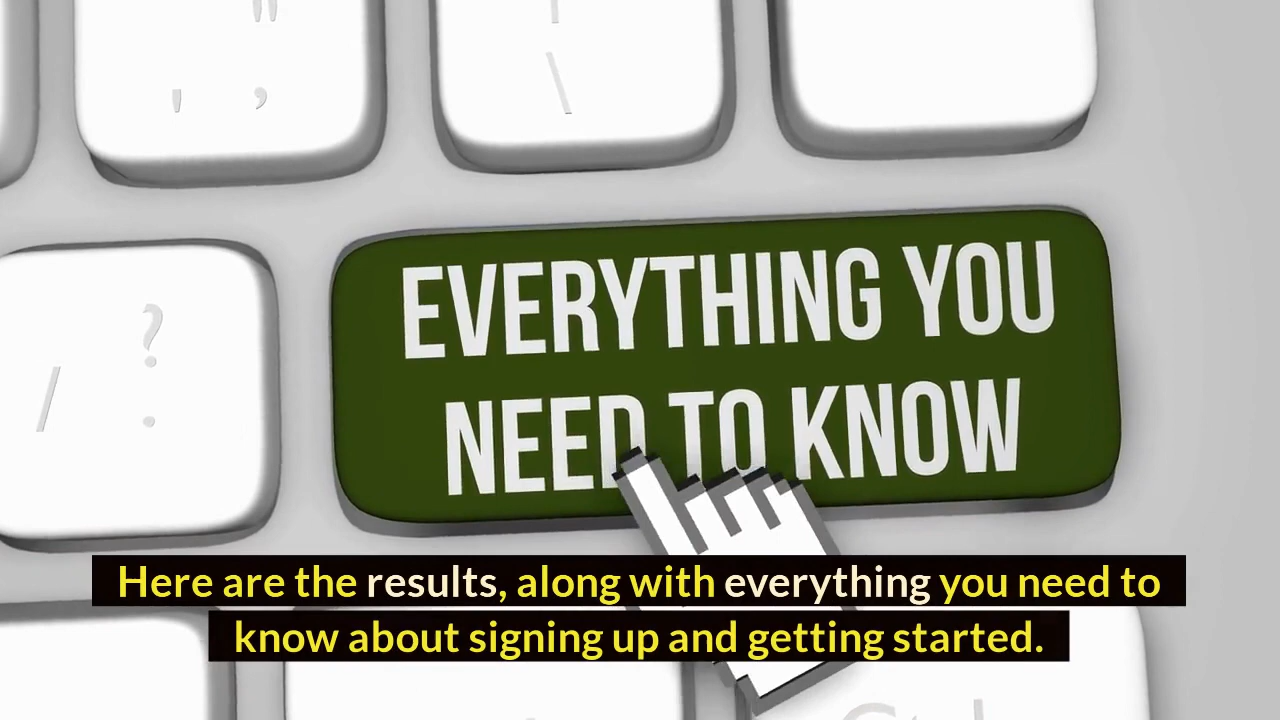 "
' ,
\
EVERYTHING YOU
?
/ .
NEED TO KNOW
Here are the results, along with everything you need to
know about signing up and getting started.